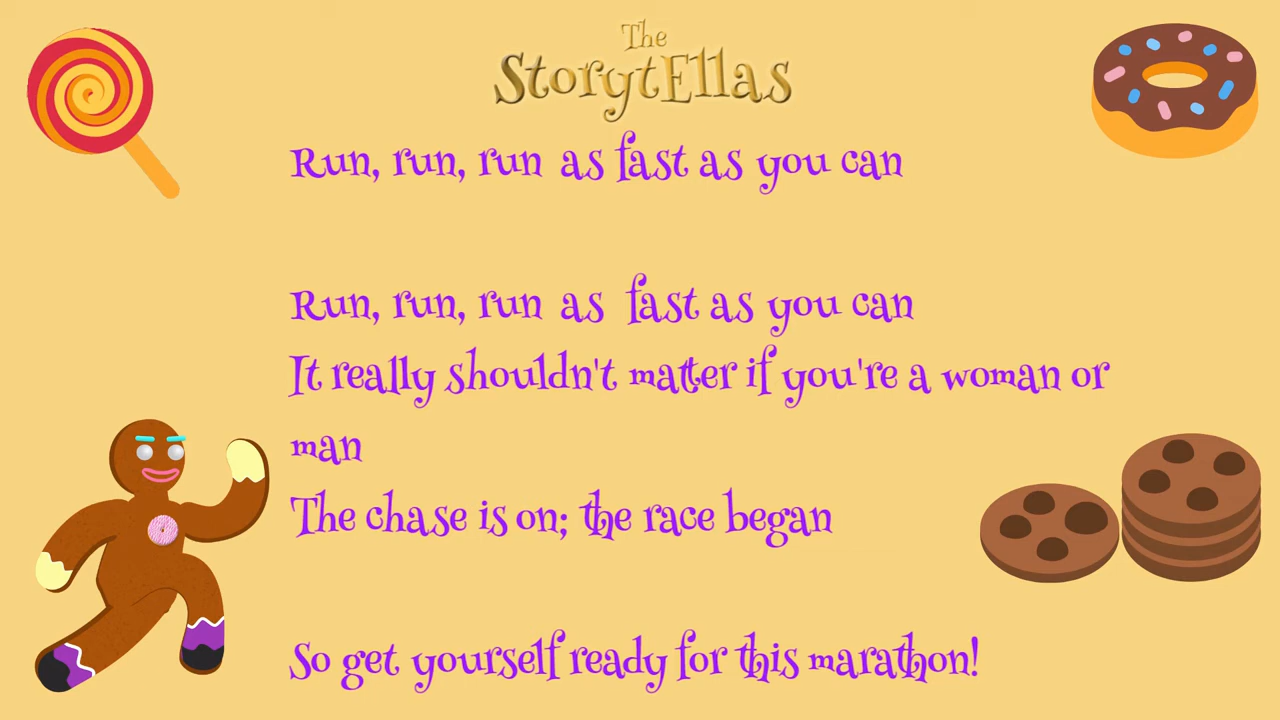 The
StorytEllas
Run, run, run as fast as you can
Run, run, run as fast as you can
It really shouldn't matter if you're a woman or
man
The chase is on; the race began
So get yourself ready for this marathon!